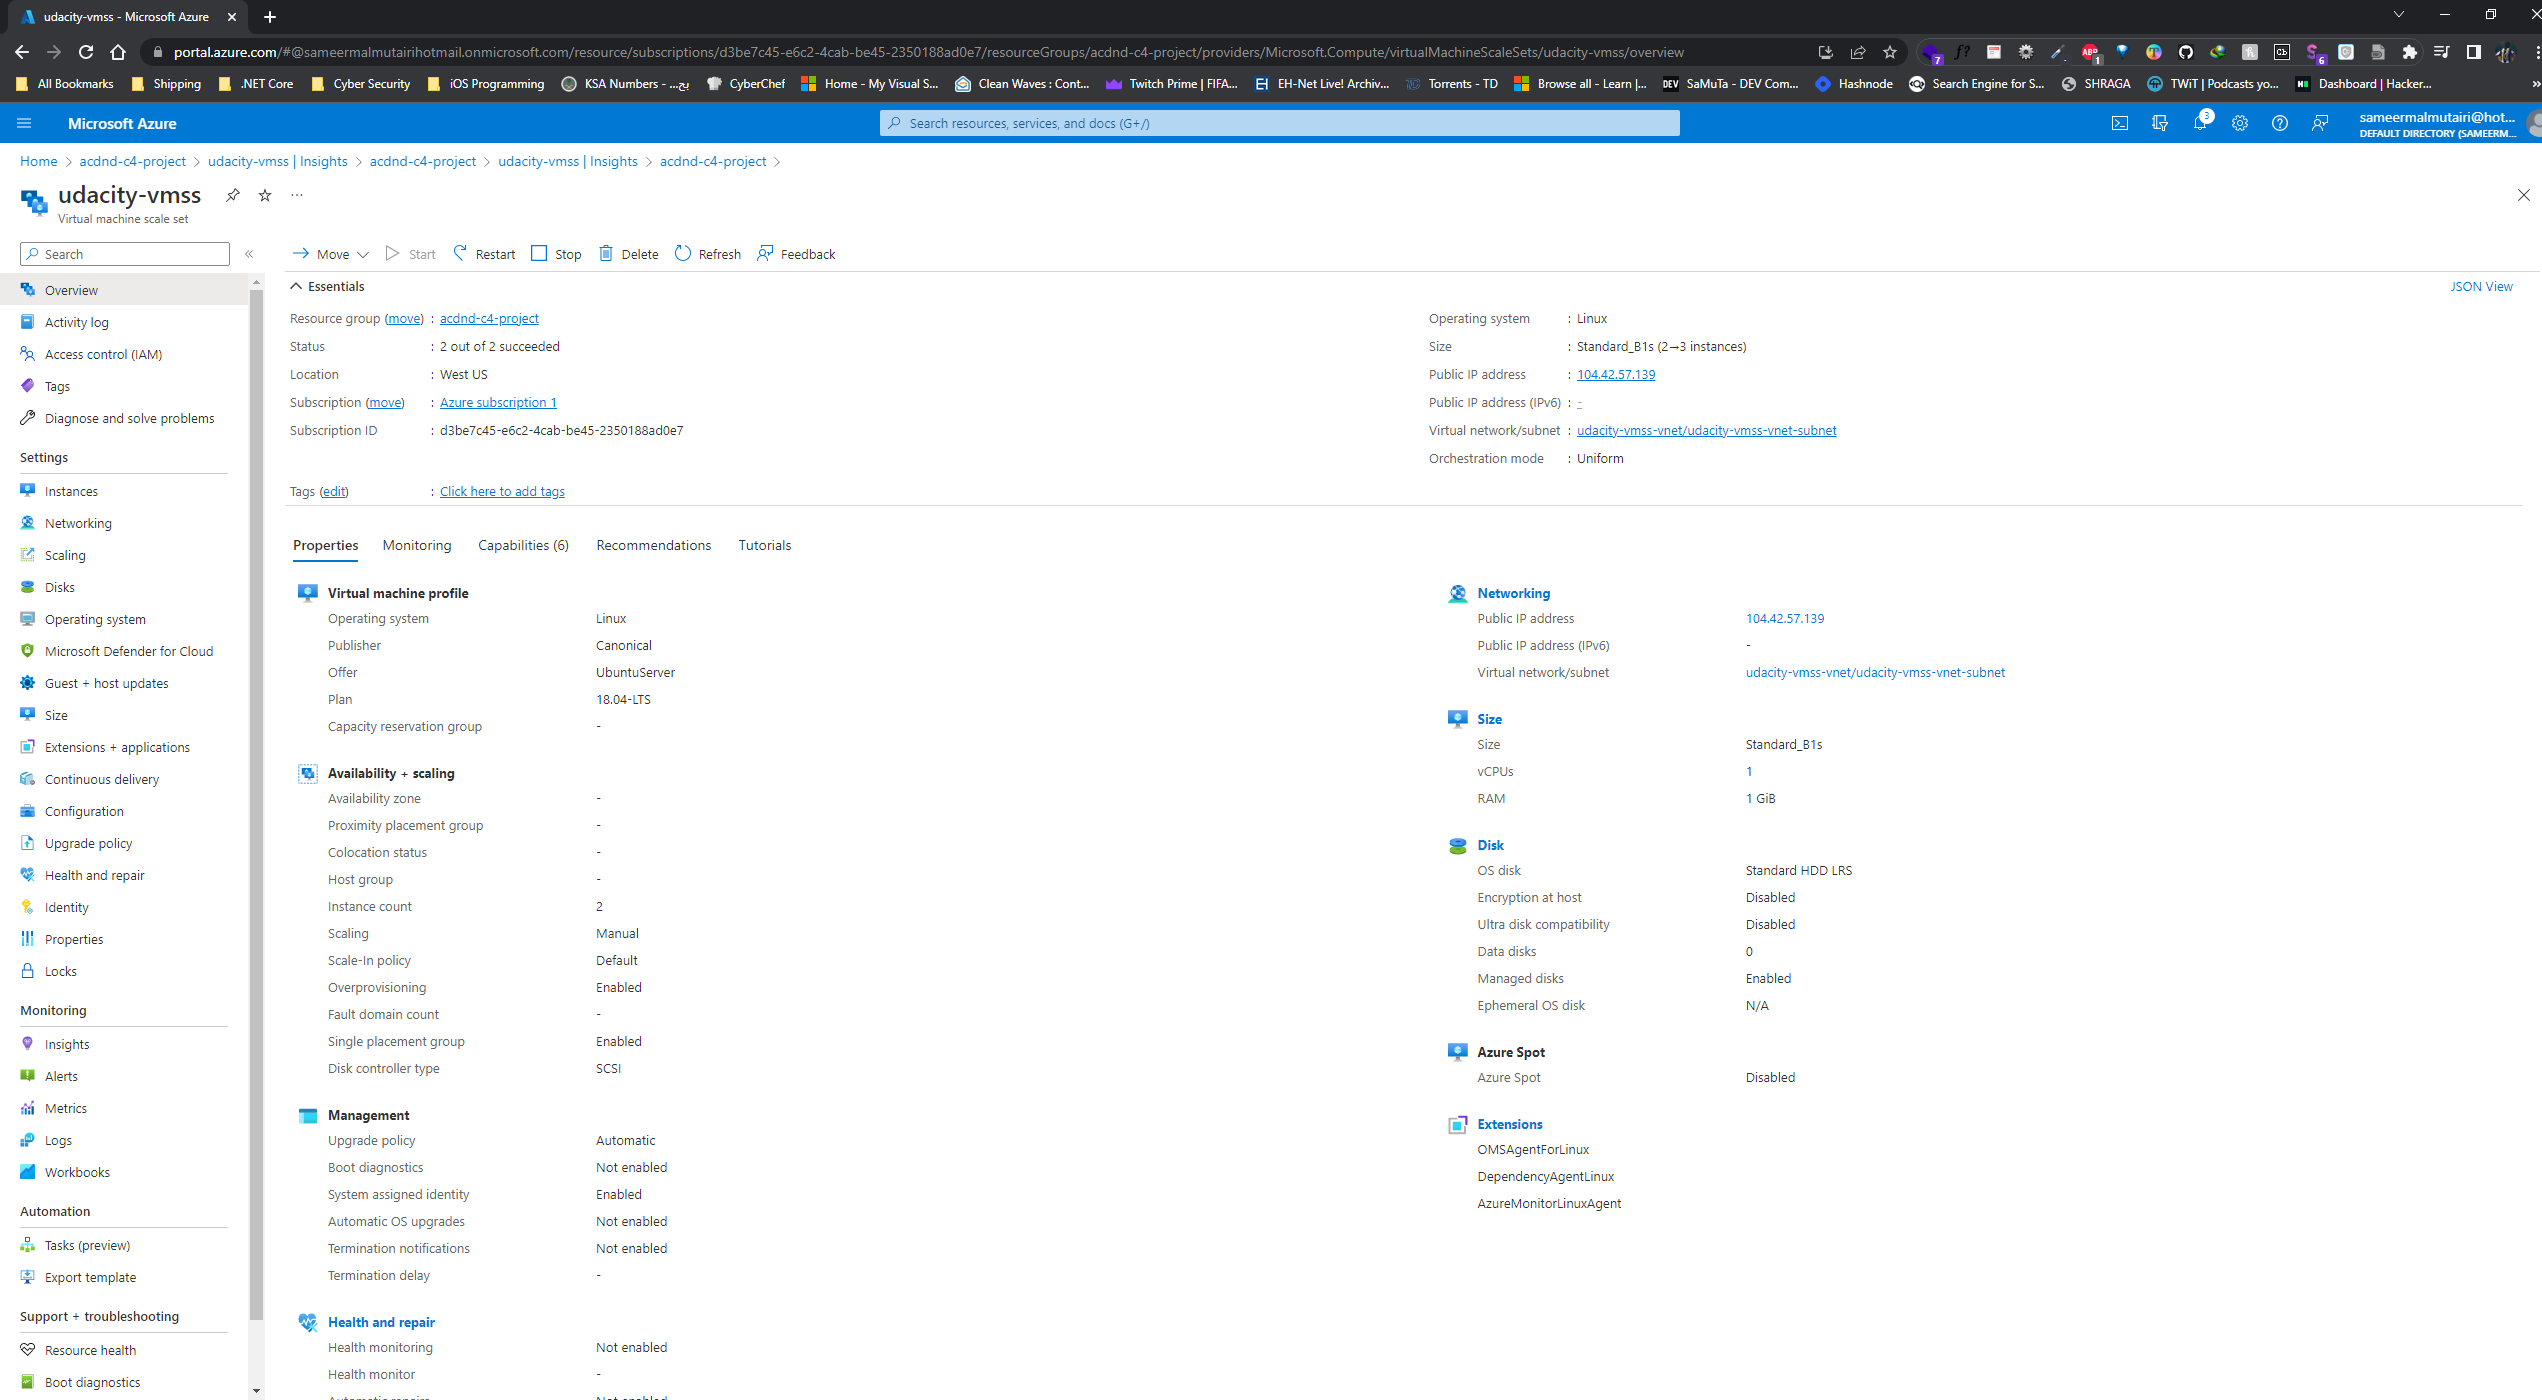 udacity-vmss - Microsoft Azure
portal.azure.com/#@sameermalmutairihotmail.onmicrosoft.com/resource/subscriptions/d3be7c45-e6c2-4cab-be45-2350188ad0e7/resourceGroups/acdnd-c4-project/providers/Microsoft.Compute/virtualMachineScaleSets/udacity-vmss/overview
All Bookmarks Shipping .NET Core Cyber Security iOS Programming KSA Numbers - ...يح CyberChef Home - My Visual S... Clean Waves : Cont... Twitch Prime | FIFA... EH-Net Live! Archiv... Torrents - TD Browse all - Learn |... SaMuTa - DEV Com... Hashnode Search Engine for S... SHRAGA TWiT | Podcasts yo... Dashboard | Hacker...
Microsoft Azure
Search resources, services, and docs (G+/)
3
sameermalmutairi@hot...
DEFAULT DIRECTORY (SAMEERM...
Home > acdnd-c4-project > udacity-vmss | Insights > acdnd-c4-project > udacity-vmss | Insights > acdnd-c4-project >
udacity-vmss
Virtual machine scale set
Search
Move Start Restart Stop Delete Refresh Feedback
Overview
Activity log
Access control (IAM)
Tags
Diagnose and solve problems
Settings
Instances
Networking
Scaling
Disks
Operating system
Microsoft Defender for Cloud
Guest + host updates
Size
Extensions + applications
Continuous delivery
Configuration
Upgrade policy
Health and repair
Identity
Properties
Locks
Monitoring
Insights
Alerts
Metrics
Logs
Workbooks
Automation
Tasks (preview)
Export template
Support + troubleshooting
Resource health
Boot diagnostics
Essentials
JSON View
Resource group (move) : acdnd-c4-project
Status : 2 out of 2 succeeded
Location : West US
Subscription (move) : Azure subscription 1
Subscription ID : d3be7c45-e6c2-4cab-be45-2350188ad0e7
Operating system : Linux
Size : Standard_B1s (2→3 instances)
Public IP address : 104.42.57.139
Public IP address (IPv6) : -
Virtual network/subnet : udacity-vmss-vnet/udacity-vmss-vnet-subnet
Orchestration mode : Uniform
Tags (edit) : Click here to add tags
Properties Monitoring Capabilities (6) Recommendations Tutorials
Virtual machine profile
Operating system Linux
Publisher Canonical
Offer UbuntuServer
Plan 18.04-LTS
Capacity reservation group -
Availability + scaling
Availability zone -
Proximity placement group -
Colocation status -
Host group -
Instance count 2
Scaling Manual
Scale-In policy Default
Overprovisioning Enabled
Fault domain count -
Single placement group Enabled
Disk controller type SCSI
Management
Upgrade policy Automatic
Boot diagnostics Not enabled
System assigned identity Enabled
Automatic OS upgrades Not enabled
Termination notifications Not enabled
Termination delay -
Health and repair
Health monitoring Not enabled
Health monitor -
Networking
Public IP address 104.42.57.139
Public IP address (IPv6) -
Virtual network/subnet udacity-vmss-vnet/udacity-vmss-vnet-subnet
Size
Size Standard_B1s
vCPUs 1
RAM 1 GiB
Disk
OS disk Standard HDD LRS
Encryption at host Disabled
Ultra disk compatibility Disabled
Data disks 0
Managed disks Enabled
Ephemeral OS disk N/A
Azure Spot
Azure Spot Disabled
Extensions
OMSAgentForLinux
DependencyAgentLinux
AzureMonitorLinuxAgent